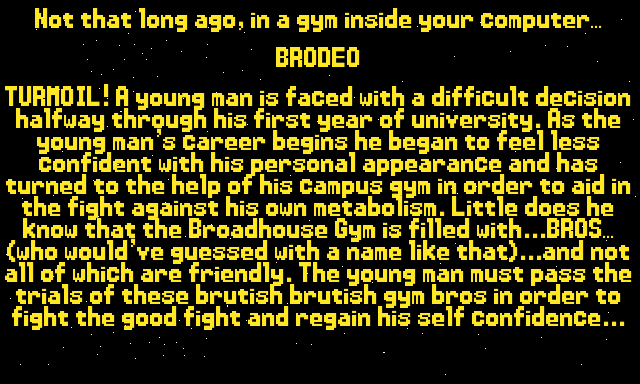 Not that long ago, in a gym inside your computer...
BRODEO
TURMOIL! A young man is faced with a difficult decision
halfway through his first year of university. As the
young man's career begins he began to feel less
confident with his personal appearance and has
turned to the help of his campus gym in order to aid in
the fight against his own metabolism. Little does he
know that the Broadhouse Gym is filled with...BROS...
(who would've guessed with a name like that)...and not
all of which are friendly. The young man must pass the
trials of these brutish brutish gym bros in order to
fight the good fight and regain his self confidence...